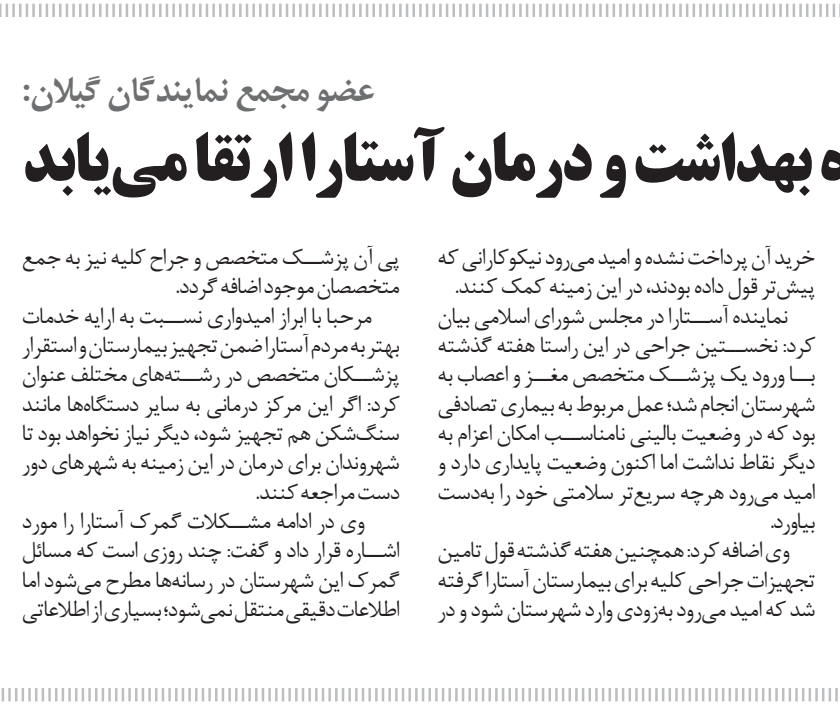 عضو مجمع نمایندگان گیلان:
ه بهداشت و درمان آستارا ارتقا می‌یابد
خرید آن پرداخت نشده و امید می‌رود نیکوکارانی که
پیش‌تر قول داده بودند، در این زمینه کمک کنند.
نماینده آستارا در مجلس شورای اسلامی بیان
کرد: نخستین جراحی در این راستا هفته گذشته
با ورود یک پزشک متخصص مغز و اعصاب به
شهرستان انجام شد؛ عمل مربوط به بیماری تصادفی
بود که در وضعیت بالینی نامناسب امکان اعزام به
دیگر نقاط نداشت اما اکنون وضعیت پایداری دارد و
امید می‌رود هرچه سریع‌تر سلامتی خود را به‌دست
بیاورد.
وی اضافه کرد: همچنین هفته گذشته قول تامین
تجهیزات جراحی کلیه برای بیمارستان آستارا گرفته
شد که امید می‌رود به‌زودی وارد شهرستان شود و در
پی آن پزشک متخصص و جراح کلیه نیز به جمع
متخصصان موجود اضافه گردد.
مرحبا با ابراز امیدواری نسبت به ارایه خدمات
بهتر به مردم آستارا ضمن تجهیز بیمارستان و استقرار
پزشکان متخصص در رشته‌های مختلف عنوان
کرد: اگر این مرکز درمانی به سایر دستگاه‌ها مانند
سنگ‌شکن هم تجهیز شود، دیگر نیاز نخواهد بود تا
شهروندان برای درمان در این زمینه به شهرهای دور
دست مراجعه کنند.
وی در ادامه مشکلات گمرک آستارا را مورد
اشاره قرار داد و گفت: چند روزی است که مسائل
گمرک این شهرستان در رسانه‌ها مطرح می‌شود اما
اطلاعات دقیقی منتقل نمی‌شود؛ بسیاری از اطلاعاتی